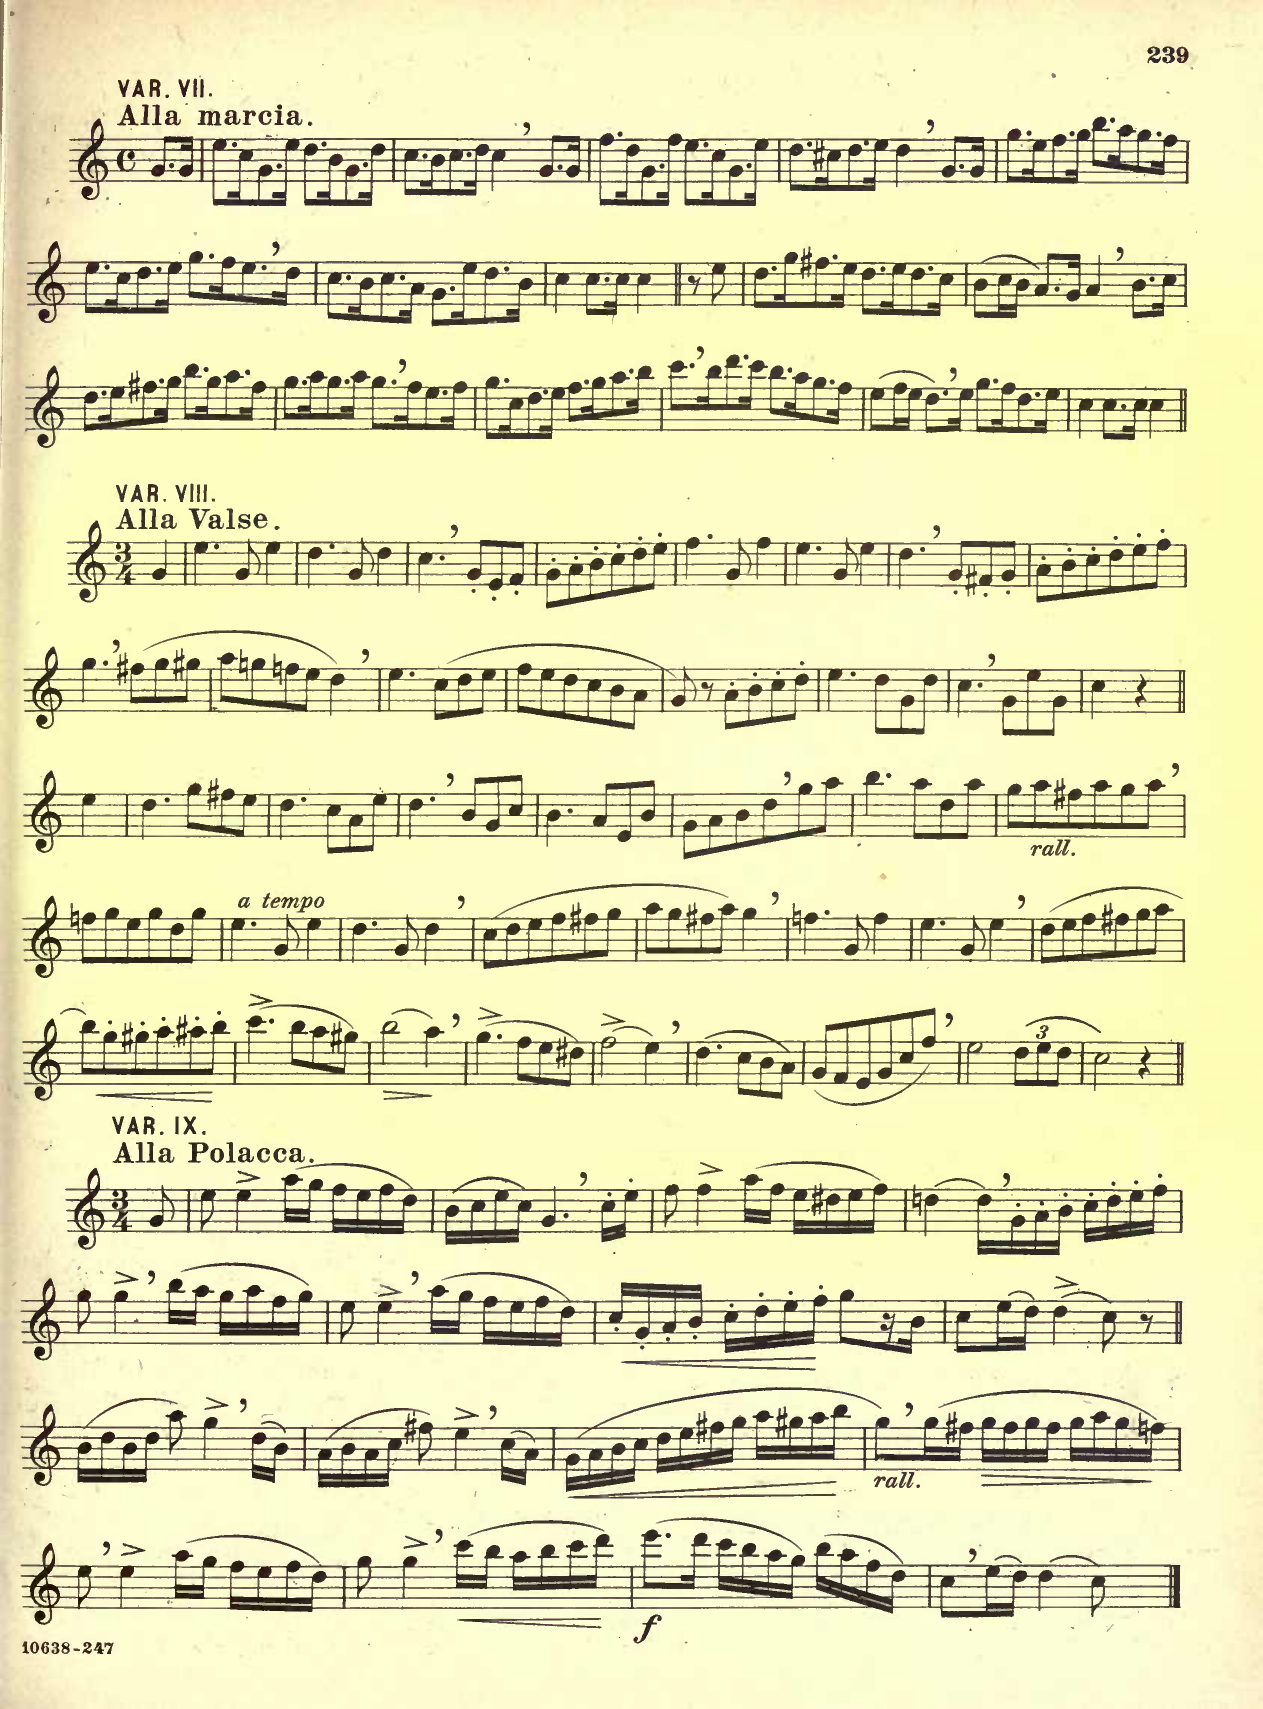 239
VAR. VII.
Alla marcia.
VAR. VIII.
Alla Valse.
rall.
a tempo
3
VAR. IX.
Alla Polacca.
rall.
f
10638-247